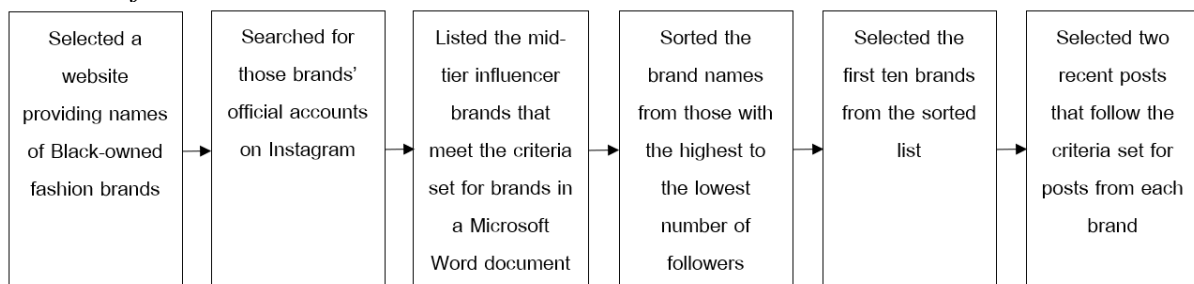 Selected a
website
providing names
of Black-owned
fashion brands
Searched for
those brands’
official accounts
on Instagram
Listed the mid-
tier influencer
brands that
meet the criteria
set for brands in
a Microsoft
Word document
Sorted the
brand names
from those with
the highest to
the lowest
number of
followers
Selected the
first ten brands
from the sorted
list
Selected two
recent posts
that follow the
criteria set for
posts from each
brand